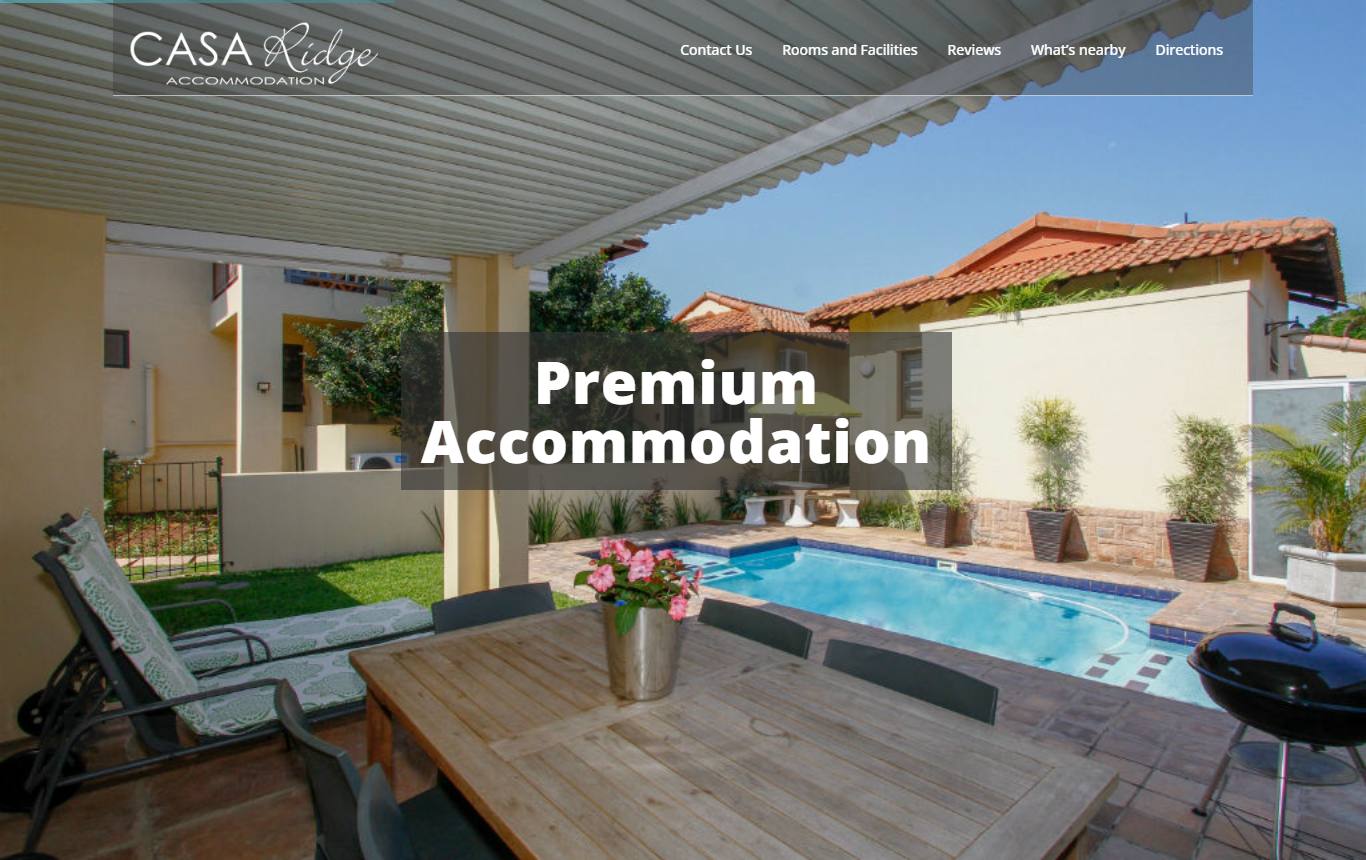 CASA Ridge
ACCOMMODATION
Contact Us
Rooms and Facilities
Reviews
What's nearby
Directions
Premium
Accommodation